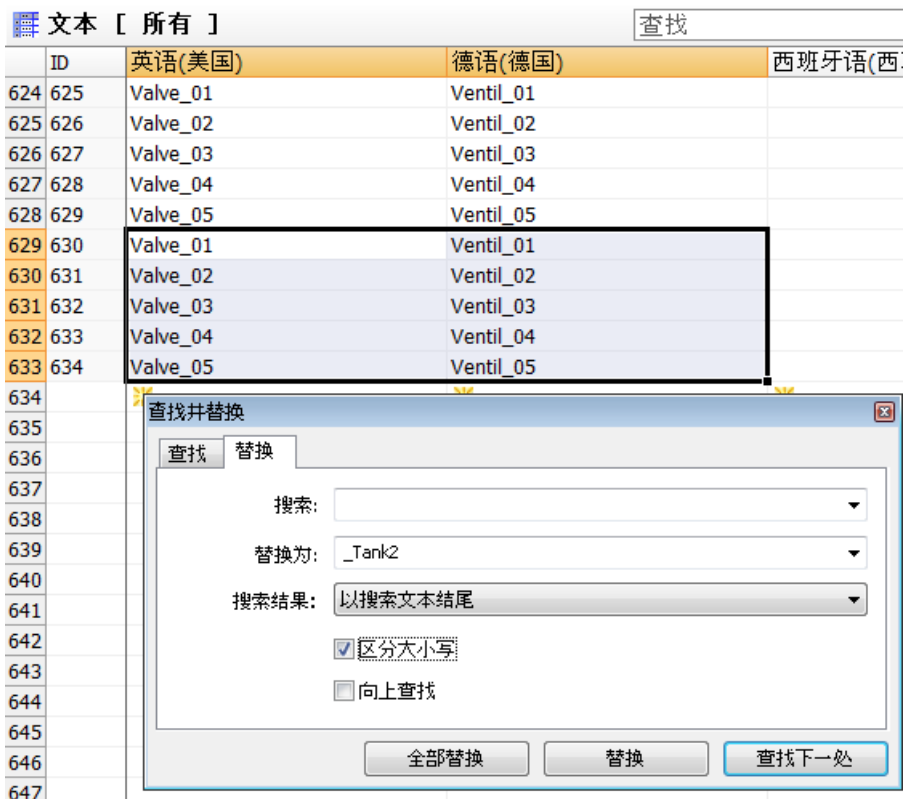 文本 [ 所有 ]
查找
ID 英语(美国) 德语(德国) 西班牙语(西
624 625 Valve_01 Ventil_01
625 626 Valve_02 Ventil_02
626 627 Valve_03 Ventil_03
627 628 Valve_04 Ventil_04
628 629 Valve_05 Ventil_05
629 630 Valve_01 Ventil_01
630 631 Valve_02 Ventil_02
631 632 Valve_03 Ventil_03
632 633 Valve_04 Ventil_04
633 634 Valve_05 Ventil_05
634
635
636
637
638
639
640
641
642
643
644
645
646
647
查找并替换
查找 替换
搜索:
替换为: _Tank2
搜索结果: 以搜索文本结尾
区分大小写
向上查找
全部替换 替换 查找下一处